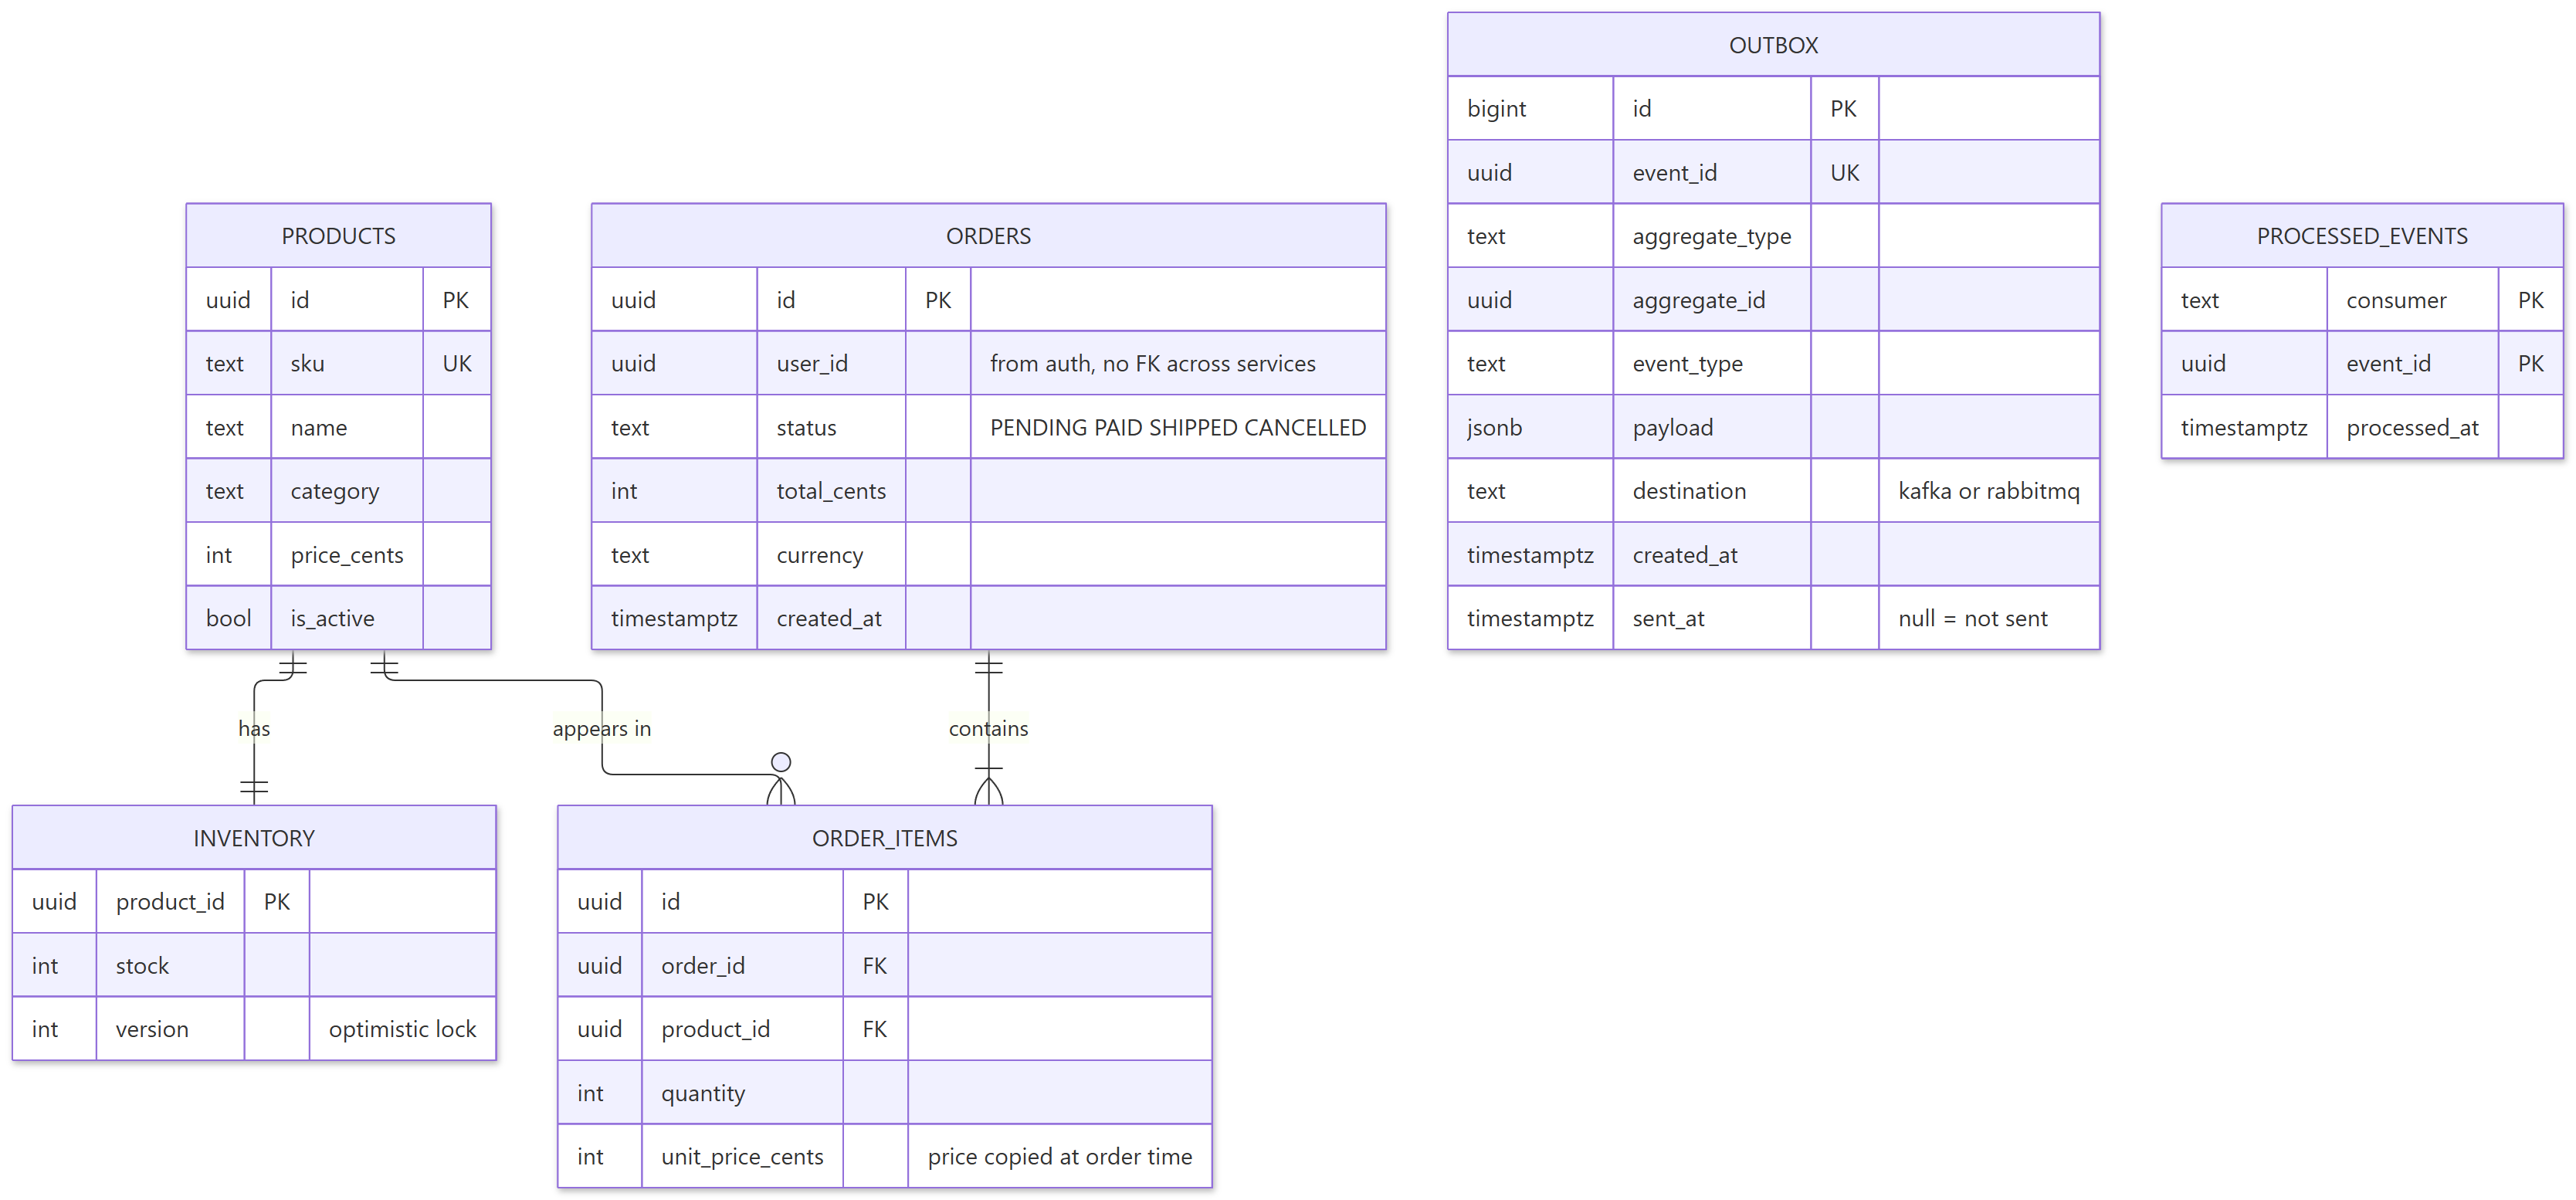 PRODUCTS
uuid id PK
text sku UK
text name
text category
int price_cents
bool is_active
ORDERS
uuid id PK
uuid user_id from auth, no FK across services
text status PENDING PAID SHIPPED CANCELLED
int total_cents
text currency
timestamptz created_at
OUTBOX
bigint id PK
uuid event_id UK
text aggregate_type
uuid aggregate_id
text event_type
jsonb payload
text destination kafka or rabbitmq
timestamptz created_at
timestamptz sent_at null = not sent
PROCESSED_EVENTS
text consumer PK
uuid event_id PK
timestamptz processed_at
has
appears in
contains
INVENTORY
uuid product_id PK
int stock
int version optimistic lock
ORDER_ITEMS
uuid id PK
uuid order_id FK
uuid product_id FK
int quantity
int unit_price_cents price copied at order time